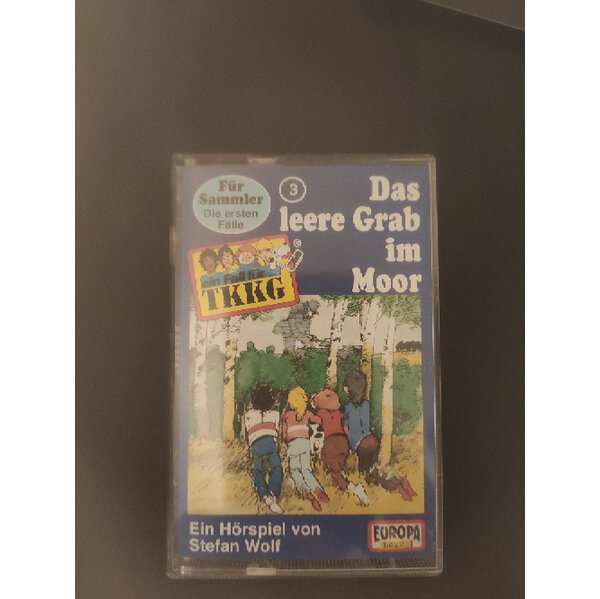 Für
Sammler
Die ersten
Fälle
3
Das
leere Grab
im
Moor
ein Fall für
TKKG
®
Ein Hörspiel von
Stefan Wolf
EUROPA